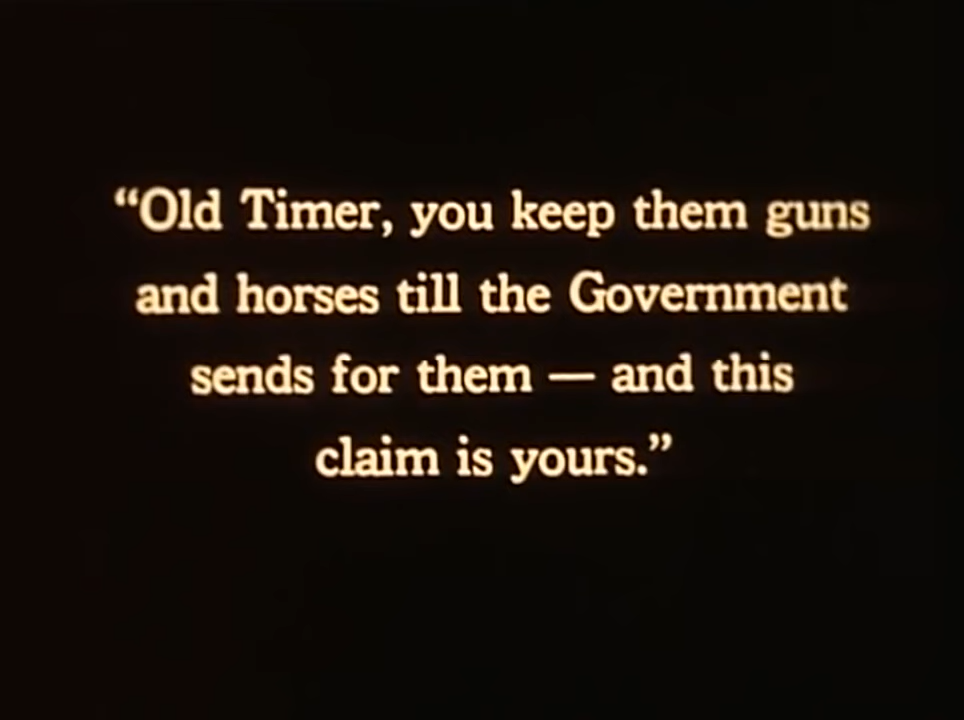 “Old Timer, you keep them guns
and horses till the Government
sends for them — and this
claim is yours.”